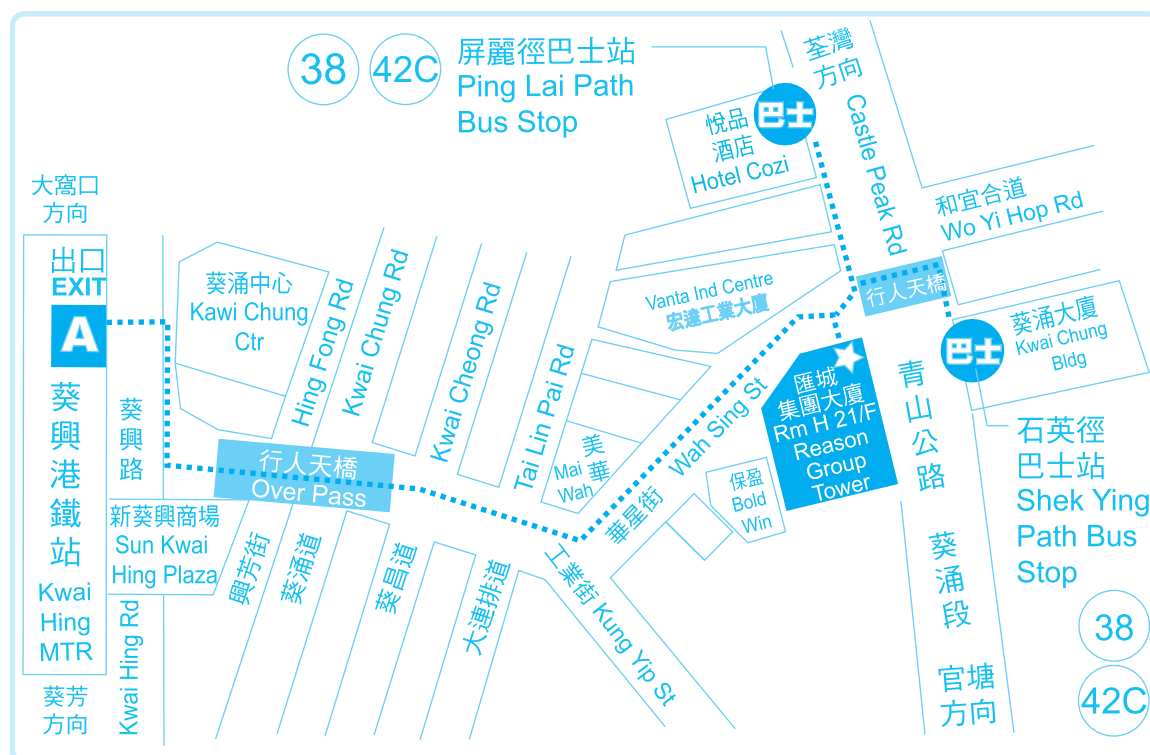 38
42C
屏麗徑巴士站
Ping Lai Path
Bus Stop
荃灣
方向
Castle Peak Rd
巴士
悅品
酒店
Hotel Cozi
和宜合道
Wo Yi Hop Rd
大窩口
方向
出口
EXIT
A
葵興港鐵站
Kwai
Hing
MTR
葵芳
方向
葵興路
Kwai Hing Rd
葵涌中心
Kawi Chung
Ctr
Hing Fong Rd
Kwai Chung Rd
Kwai Cheong Rd
Tai Lin Pai Rd
行人天橋
Over Pass
新葵興商場
Sun Kwai
Hing Plaza
興芳街
葵涌道
葵昌道
大連排道
工業街 Kung Yip St
美華
Mai
Wah
華星街
Wah Sing St
Vanta Ind Centre
宏達工業大廈
行人天橋
保盈
Bold
Win
匯城
集團大廈
Rm H 21/F
Reason
Group
Tower
巴士
葵涌大廈
Kwai Chung
Bldg
青山公路
葵涌段
官塘
方向
石英徑
巴士站
Shek Ying
Path Bus
Stop
38
42C